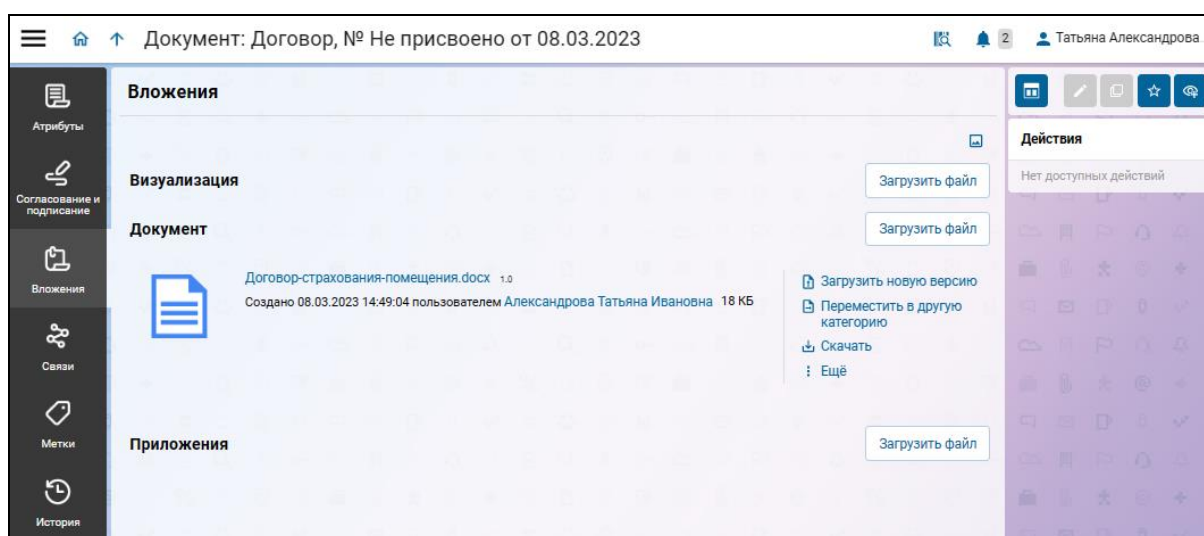 Документ: Договор, № Не присвоено от 08.03.2023
2
Татьяна Александрова
Атрибуты
Согласование и
подписание
Вложения
Связи
Метки
История
Вложения
Визуализация
Загрузить файл
Документ
Загрузить файл
Договор-страхования-помещения.docx 1.0
Создано 08.03.2023 14:49:04 пользователем Александрова Татьяна Ивановна 18 КБ
Загрузить новую версию
Переместить в другую
категорию
Скачать
Ещё
Приложения
Загрузить файл
Действия
Нет доступных действий